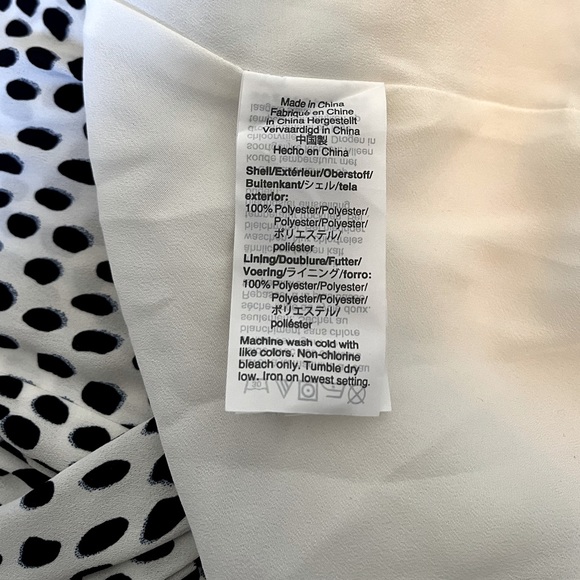 Made in China
Fabriqué en Chine
In China Hergestellt
Vervaardigd in China
中国製
Hecho en China
Shell/Extérieur/Oberstoff/
Buitenkant/シェル/tela
exterior:
100% Polyester/Polyester/
Polyester/Polyester/
ポリエステル/
poliéster
Lining/Doublure/Futter/
Voering/ライニング/forro:
100% Polyester/Polyester/
Polyester/Polyester/
ポリエステル/
poliéster
Machine wash cold with
like colors. Non-chlorine
bleach only. Tumble dry
low. Iron on lowest setting.